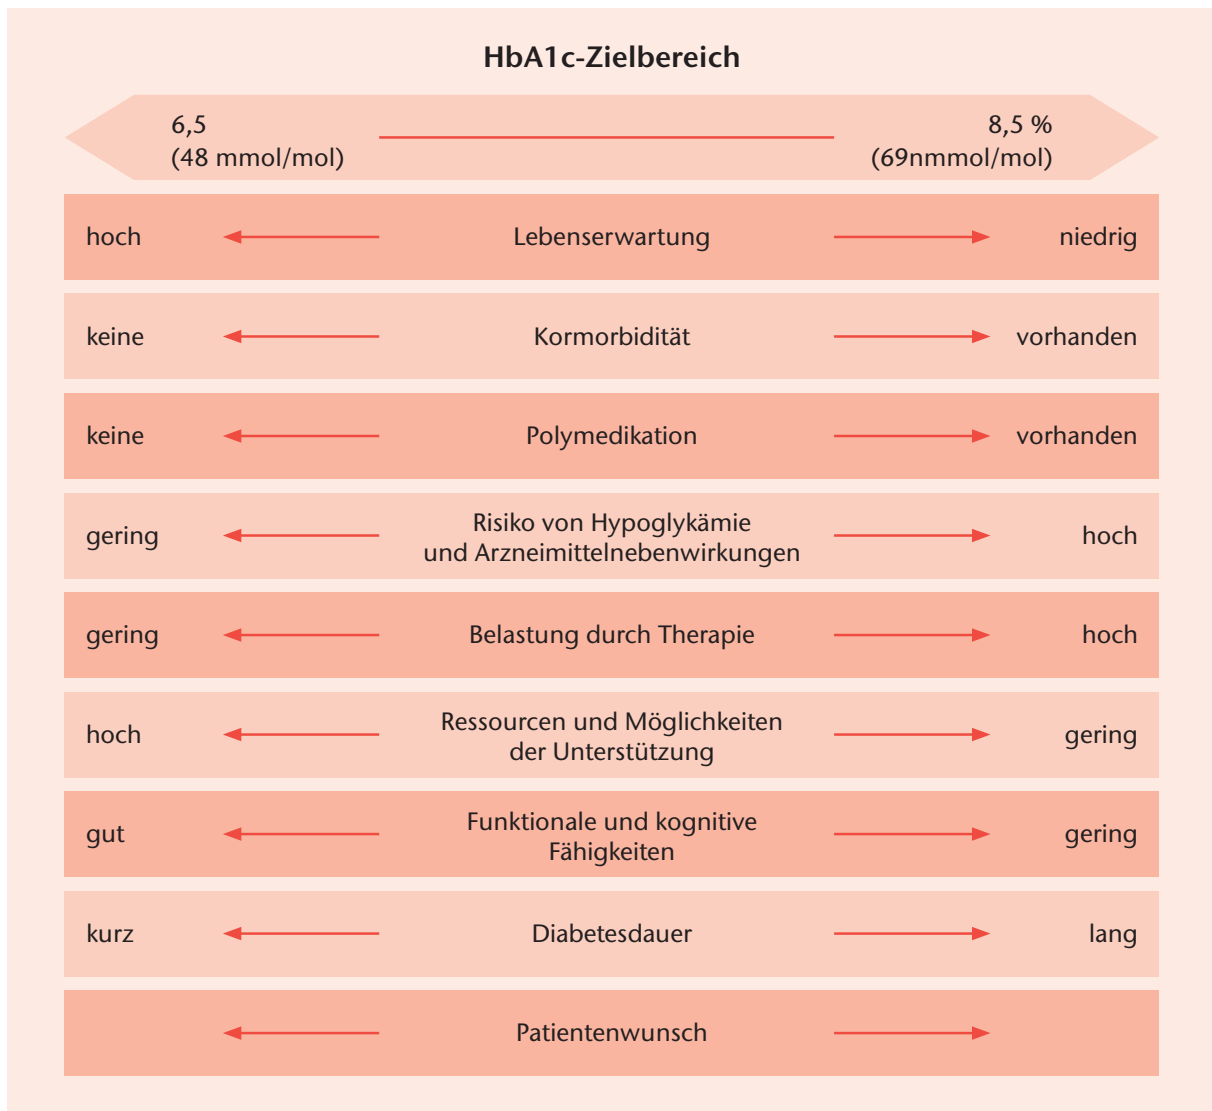 HbA1c-Zielbereich
6,5
(48 mmol/mol)
8,5 %
(69nmmol/mol)
hoch Lebenserwartung niedrig
keine Kormorbidität vorhanden
keine Polymedikation vorhanden
gering Risiko von Hypoglykämie
und Arzneimittelnebenwirkungen hoch
gering Belastung durch Therapie hoch
hoch Ressourcen und Möglichkeiten
der Unterstützung gering
gut Funktionale und kognitive
Fähigkeiten gering
kurz Diabetesdauer lang
Patientenwunsch